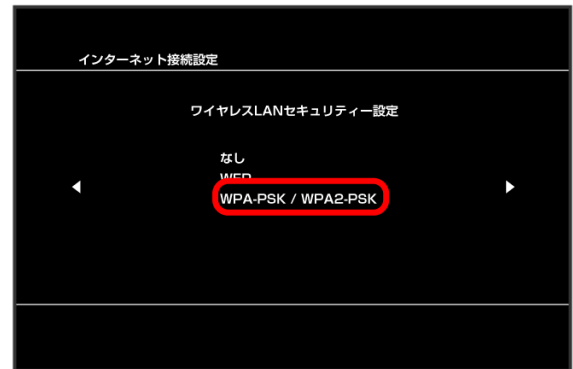 インターネット接続設定
ワイヤレスLANセキュリティー設定
なし
WEP
WPA-PSK / WPA2-PSK